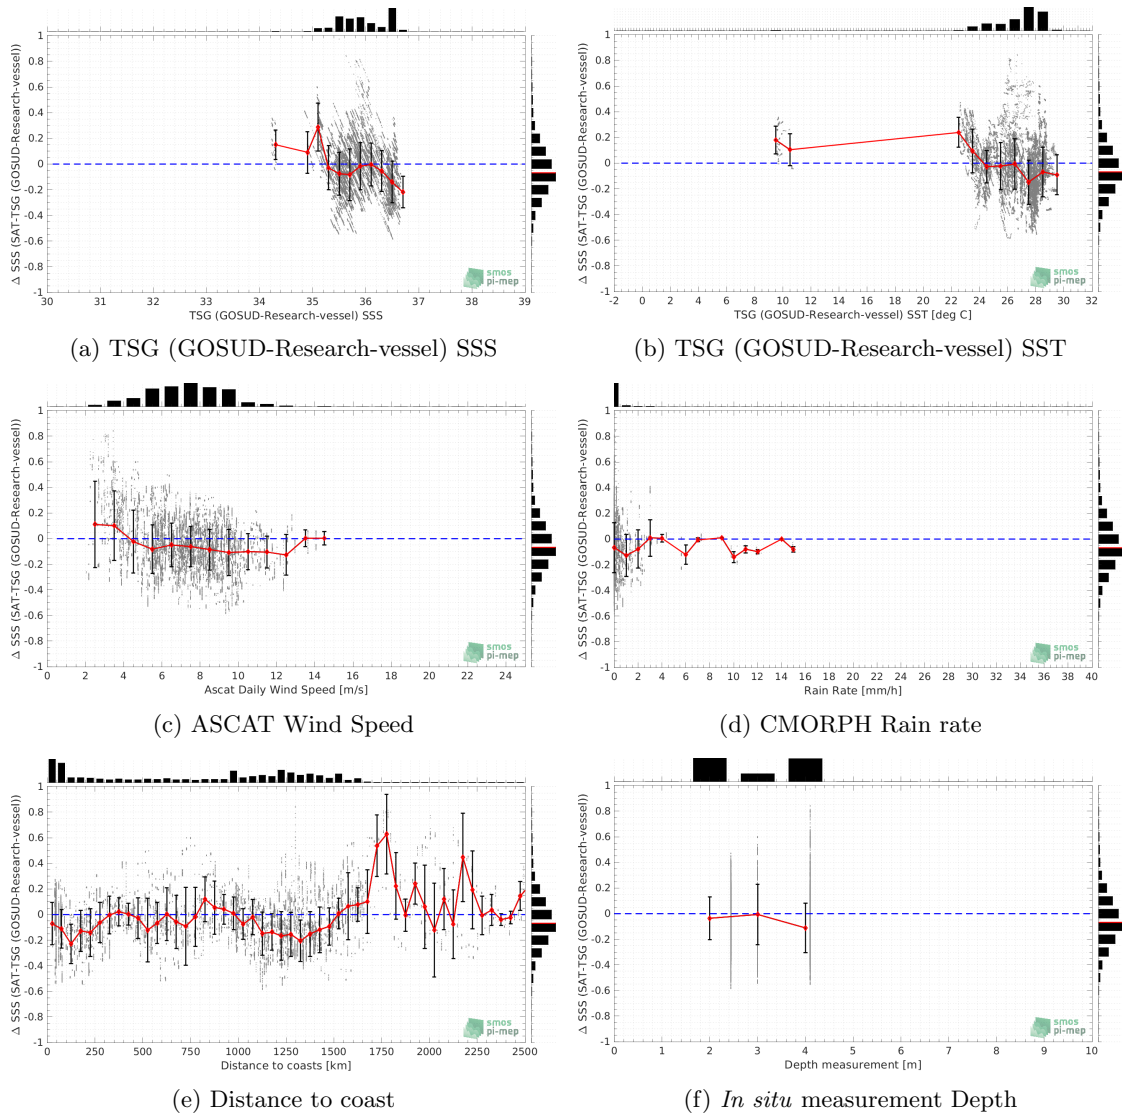 Δ SSS (SAT-TSG (GOSUD-Research-vessel))
1
0.8
0.6
0.4
0.2
0
-0.2
-0.4
-0.6
-0.8
-1
30 31 32 33 34 35 36 37 38 39
TSG (GOSUD-Research-vessel) SSS
smos
pi-mep
(a) TSG (GOSUD-Research-vessel) SSS
Δ SSS (SAT-TSG (GOSUD-Research-vessel))
1
0.8
0.6
0.4
0.2
0
-0.2
-0.4
-0.6
-0.8
-1
-2 0 2 4 6 8 10 12 14 16 18 20 22 24 26 28 30 32
TSG (GOSUD-Research-vessel) SST [deg C]
smos
pi-mep
(b) TSG (GOSUD-Research-vessel) SST
Δ SSS (SAT-TSG (GOSUD-Research-vessel))
1
0.8
0.6
0.4
0.2
0
-0.2
-0.4
-0.6
-0.8
-1
0 2 4 6 8 10 12 14 16 18 20 22 24
Ascat Daily Wind Speed [m/s]
smos
pi-mep
(c) ASCAT Wind Speed
Δ SSS (SAT-TSG (GOSUD-Research-vessel))
1
0.8
0.6
0.4
0.2
0
-0.2
-0.4
-0.6
-0.8
-1
0 2 4 6 8 10 12 14 16 18 20 22 24 26 28 30 32 34 36 38 40
Rain Rate [mm/h]
smos
pi-mep
(d) CMORPH Rain rate
Δ SSS (SAT-TSG (GOSUD-Research-vessel))
1
0.8
0.6
0.4
0.2
0
-0.2
-0.4
-0.6
-0.8
-1
0 250 500 750 1000 1250 1500 1750 2000 2250 2500
Distance to coasts [km]
smos
pi-mep
(e) Distance to coast
Δ SSS (SAT-TSG (GOSUD-Research-vessel))
1
0.8
0.6
0.4
0.2
0
-0.2
-0.4
-0.6
-0.8
-1
0 1 2 3 4 5 6 7 8 9 10
Depth measurement [m]
smos
pi-mep
(f) In situ measurement Depth